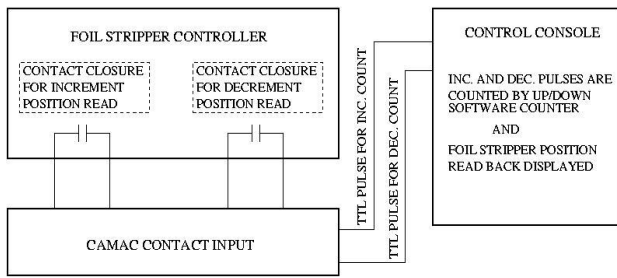 FOIL STRIPPER CONTROLLER
CONTACT CLOSURE
FOR INCREMENT
POSITION READ
CONTACT CLOSURE
FOR DECREMENT
POSITION READ
CAMAC CONTACT INPUT
TTL PULSE FOR INC. COUNT
TTL PULSE FOR DEC. COUNT
CONTROL CONSOLE
INC. AND DEC. PULSES ARE
COUNTED BY UP/DOWN
SOFTWARE COUNTER
AND
FOIL STRIPPER POSITION
READ BACK DISPLAYED